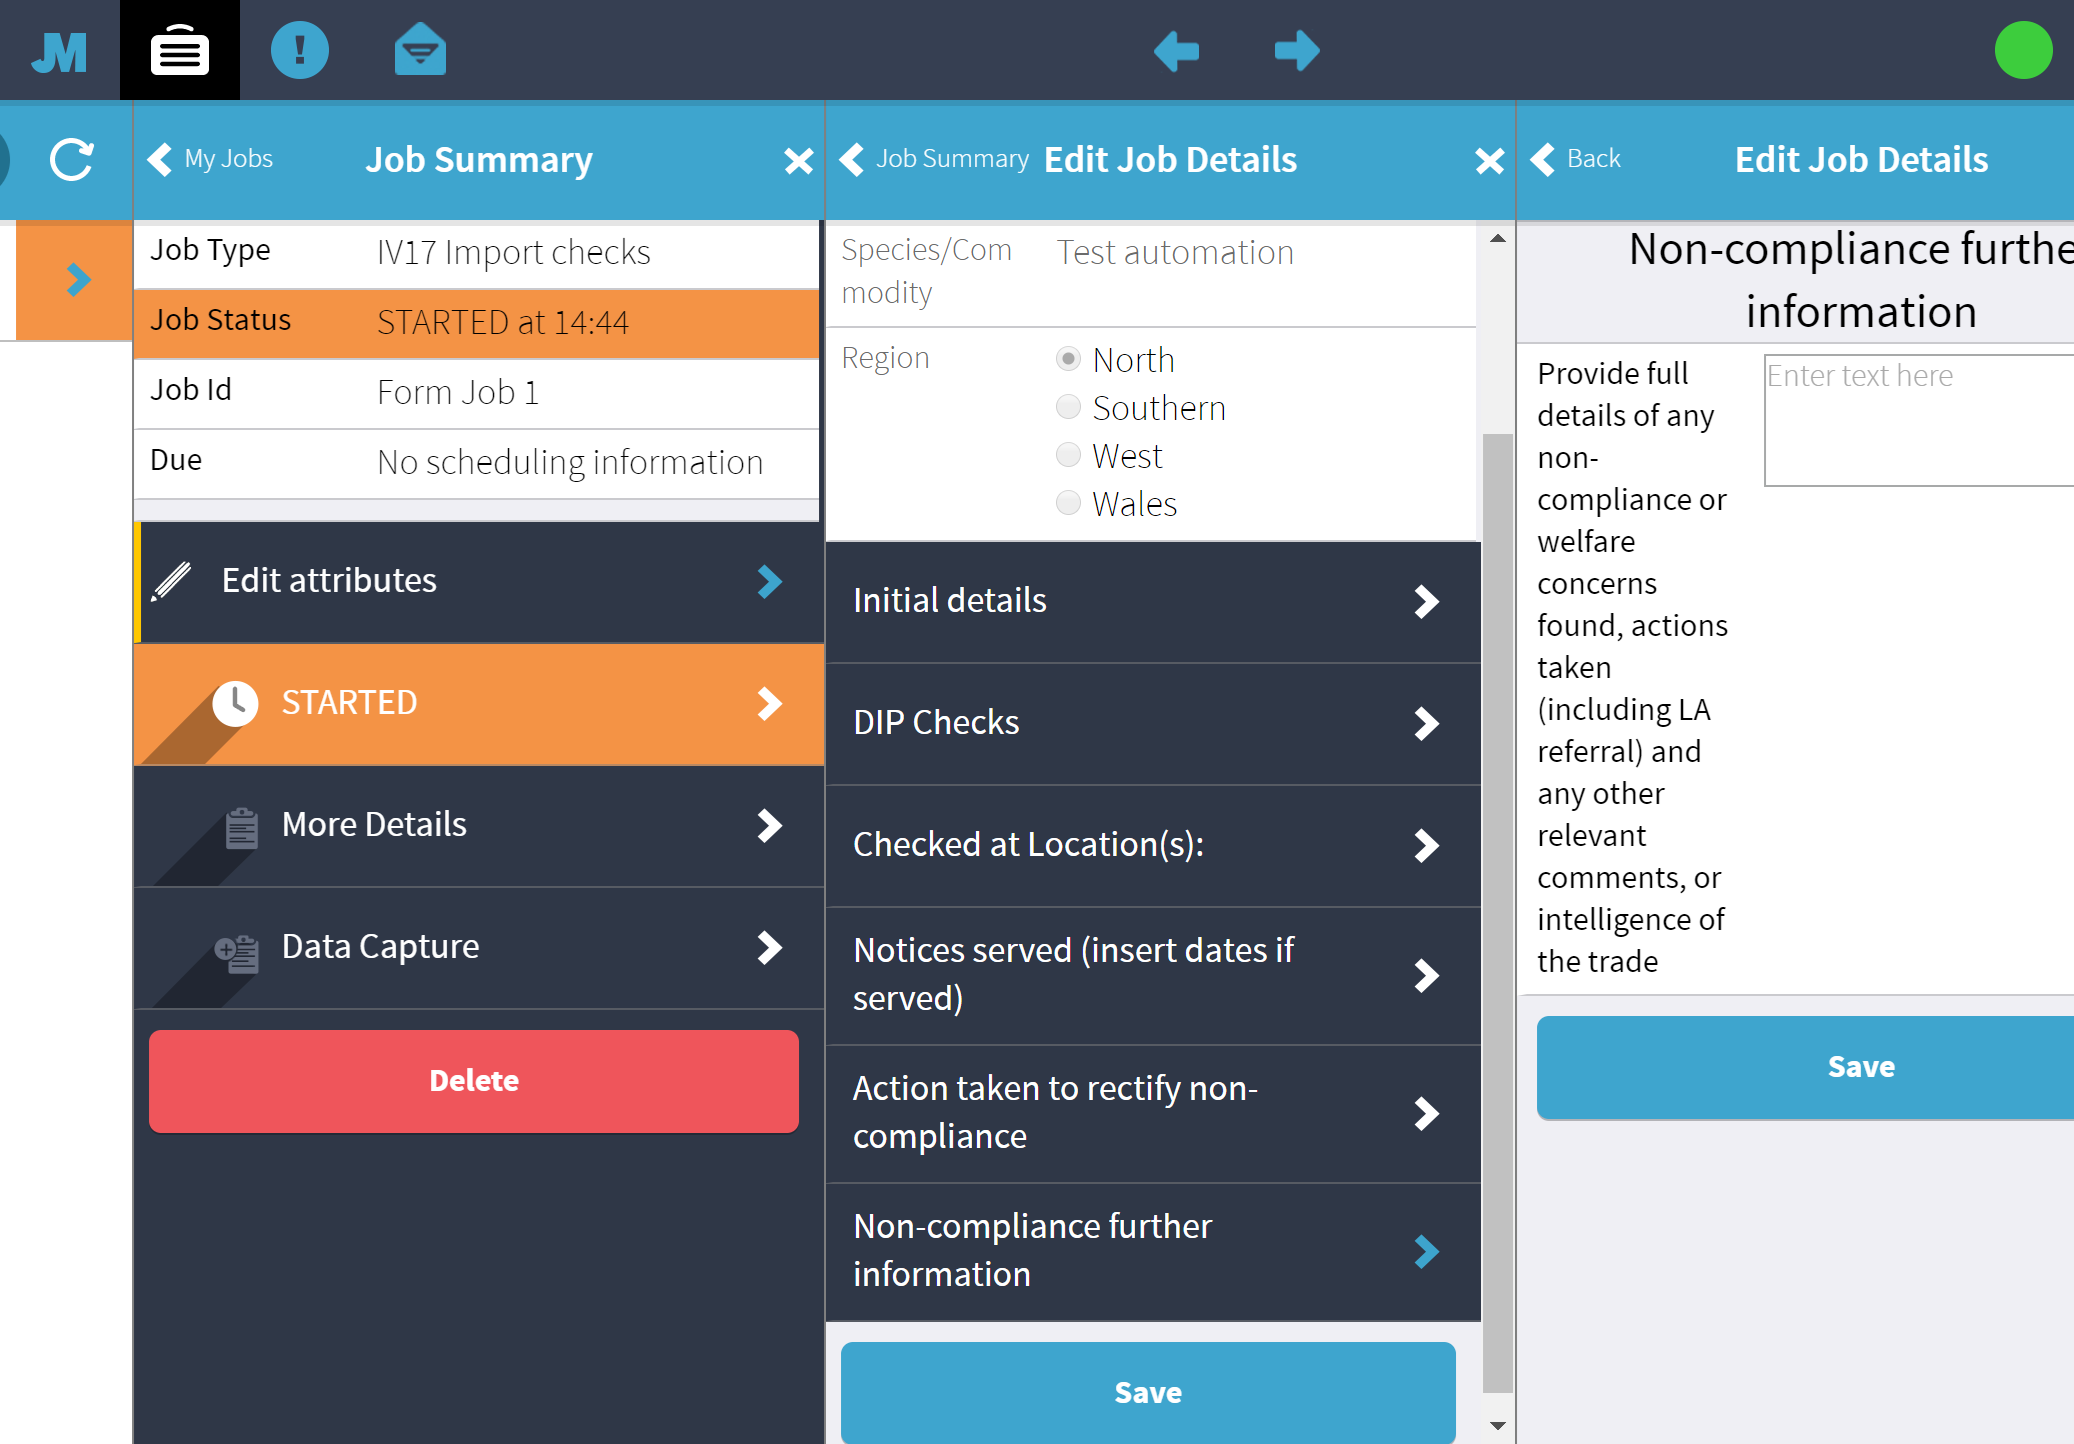 JM
My Jobs
Job Summary
Job Type
IV17 Import checks
Job Status
STARTED at 14:44
Job Id
Form Job 1
Due
No scheduling information
Edit attributes
STARTED
More Details
Data Capture
Delete
Job Summary
Edit Job Details
Species/Com
modity
Test automation
Region
North
Southern
West
Wales
Initial details
DIP Checks
Checked at Location(s):
Notices served (insert dates if
served)
Action taken to rectify non-
compliance
Non-compliance further
information
Save
Back
Edit Job Details
Non-compliance furthe
information
Provide full
details of any
non-
compliance or
welfare
concerns
found, actions
taken
(including LA
referral) and
any other
relevant
comments, or
intelligence of
the trade
Enter text here
Save